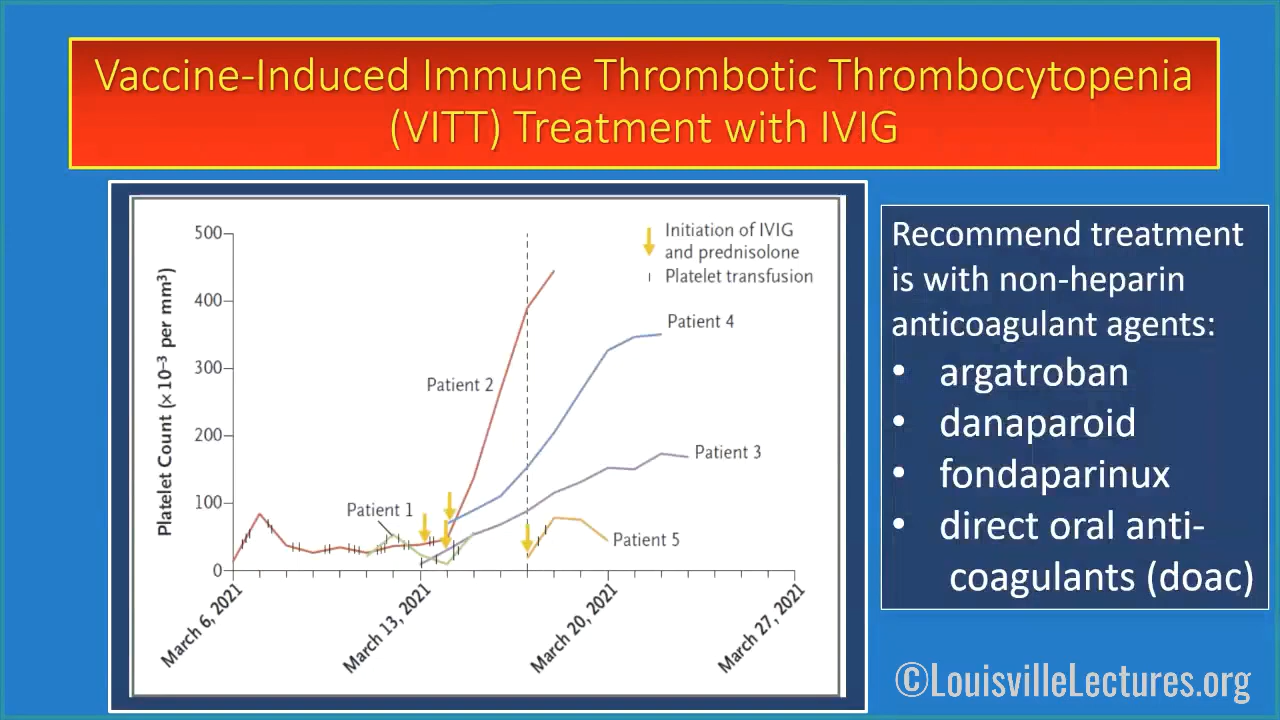 Vaccine-Induced Immune Thrombotic Thrombocytopenia
(VITT) Treatment with IVIG
Initiation of IVIG
and prednisolone
Platelet transfusion
Platelet Count (×10⁻³ per mm³)
500
400
300
200
100
0
Patient 1
Patient 2
Patient 4
Patient 3
Patient 5
March 6, 2021
March 13, 2021
March 20, 2021
March 27, 2021
Recommend treatment
is with non-heparin
anticoagulant agents:
• argatroban
• danaparoid
• fondaparinux
• direct oral anti-
coagulants (doac)
©LouisvilleLectures.org